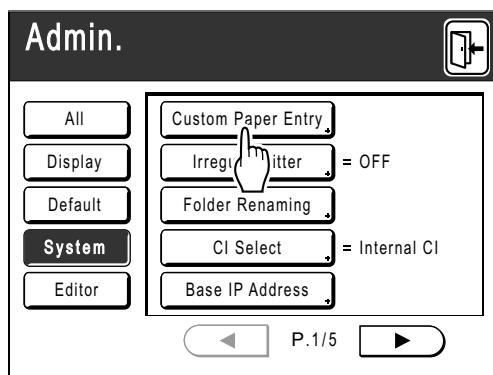 Admin.
All
Display
Default
System
Editor
Custom Paper Entry
= OFF
Folder Renaming
CI Select = Internal CI
Base IP Address
P.1/5